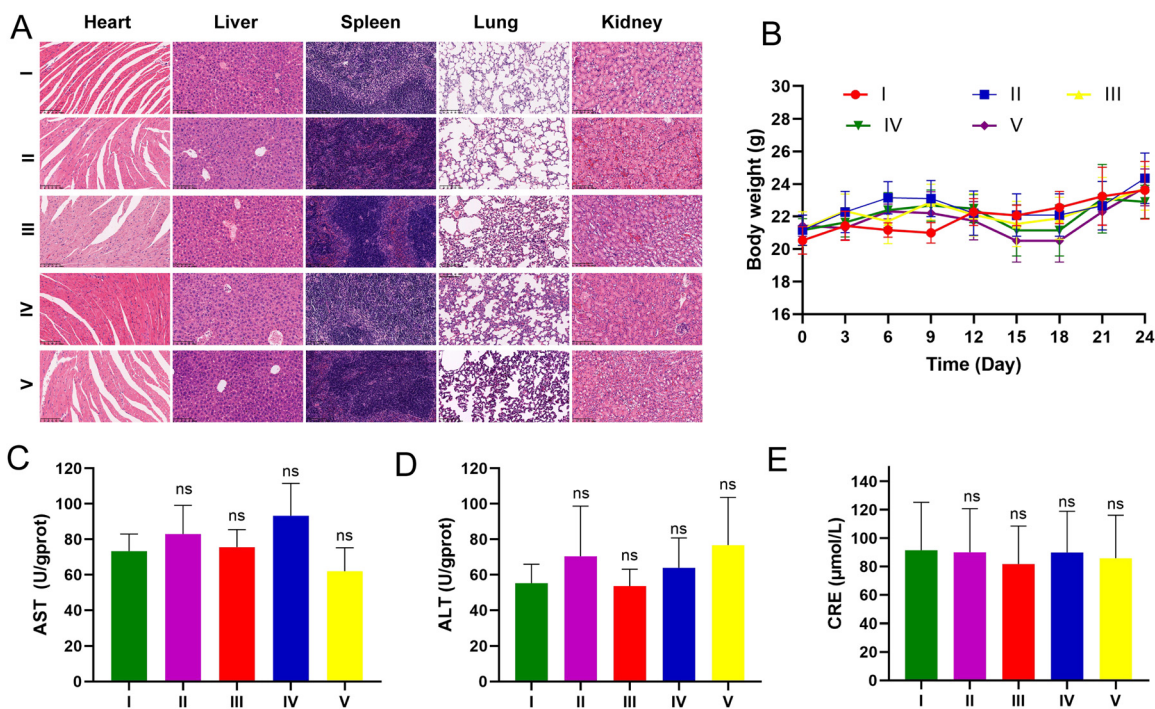 A
Heart Liver Spleen Lung Kidney
I
II
III
IV
V
B
Body weight (g)
30
28
26
24
22
20
18
16
I II III
IV V
0 3 6 9 12 15 18 21 24
Time (Day)
C
AST (U/gprot)
120
100
80
60
40
20
0
ns ns ns ns
I II III IV V
D
ALT (U/gprot)
120
100
80
60
40
20
0
ns ns ns ns
I II III IV V
E
CRE (μmol/L)
140
120
100
80
60
40
20
0
ns ns ns ns
I II III IV V